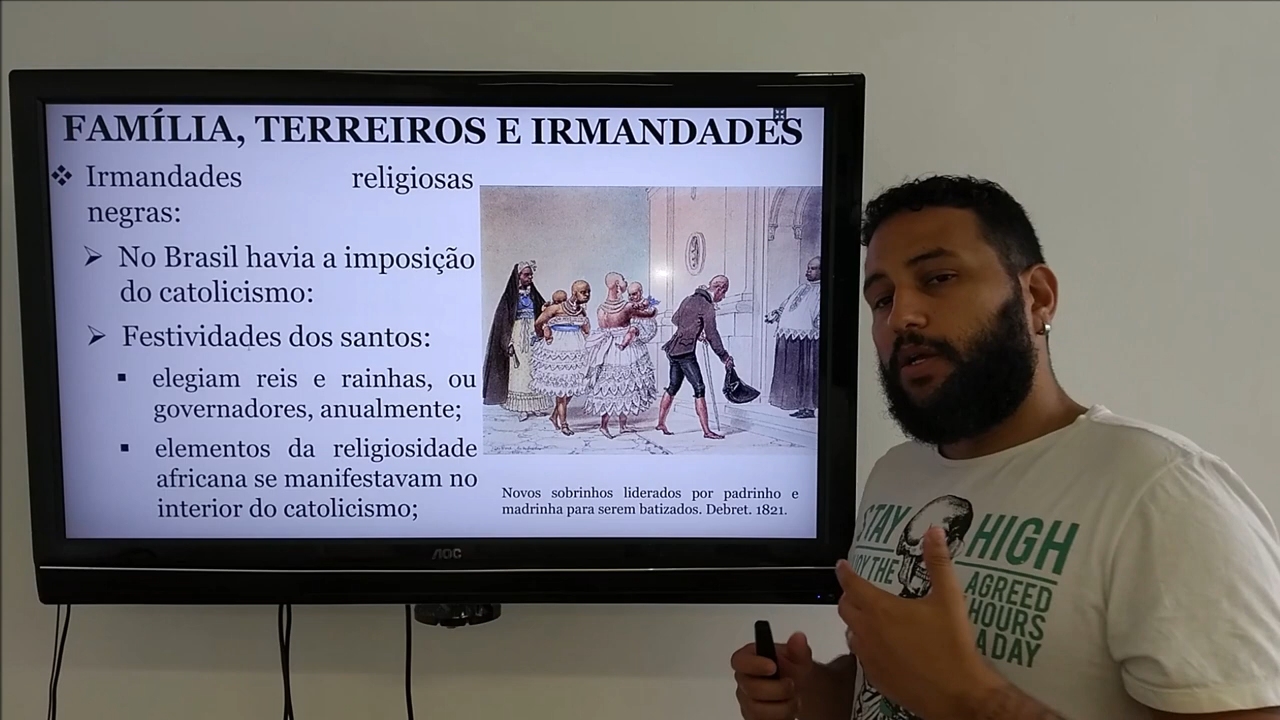 FAMÍLIA, TERREIROS E IRMANDADES
❖ Irmandades religiosas
negras:
➢ No Brasil havia a imposição
do catolicismo:
➢ Festividades dos santos:
▪ elegiam reis e rainhas, ou
governadores, anualmente;
▪ elementos da religiosidade
africana se manifestavam no
interior do catolicismo;
Novos sobrinhos liderados por padrinho e
madrinha para serem batizados. Debret. 1821.
AOC
STAY HIGH
THE
AGREED
HOURS
A DAY